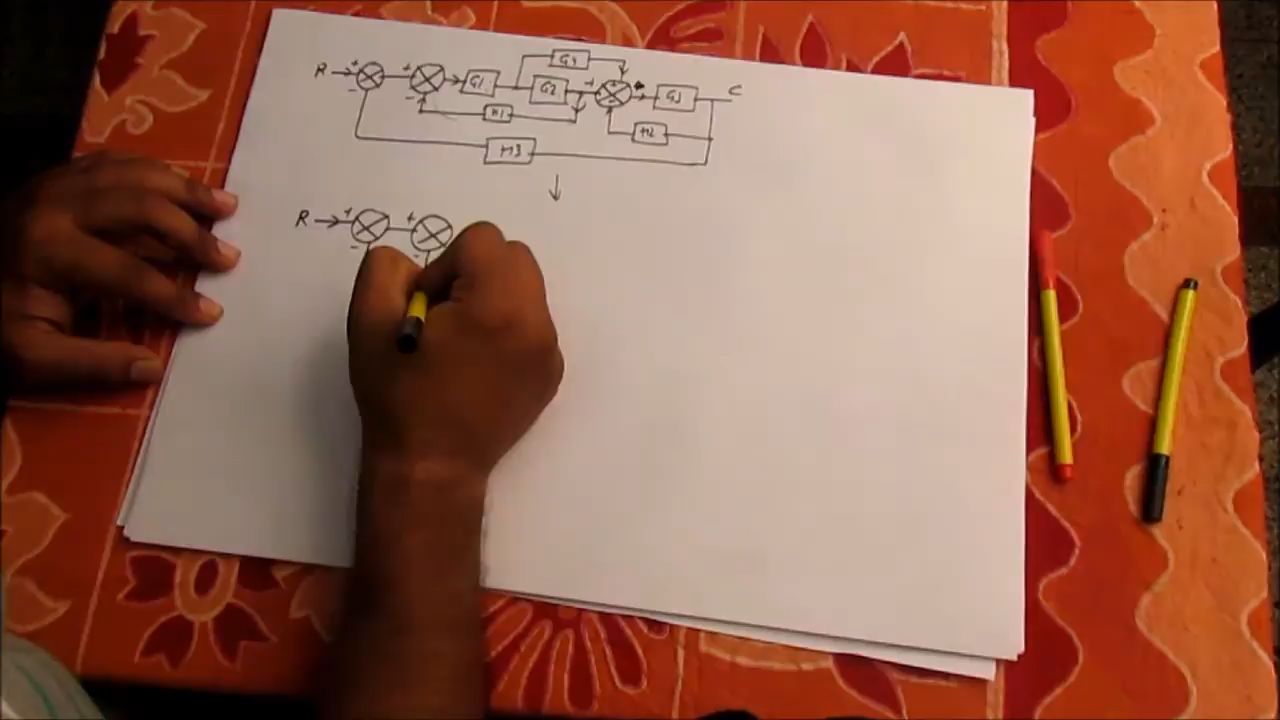 G4
R + + G1 G2 + + G3 C
- - H1 - H2
H3
R + +
- -